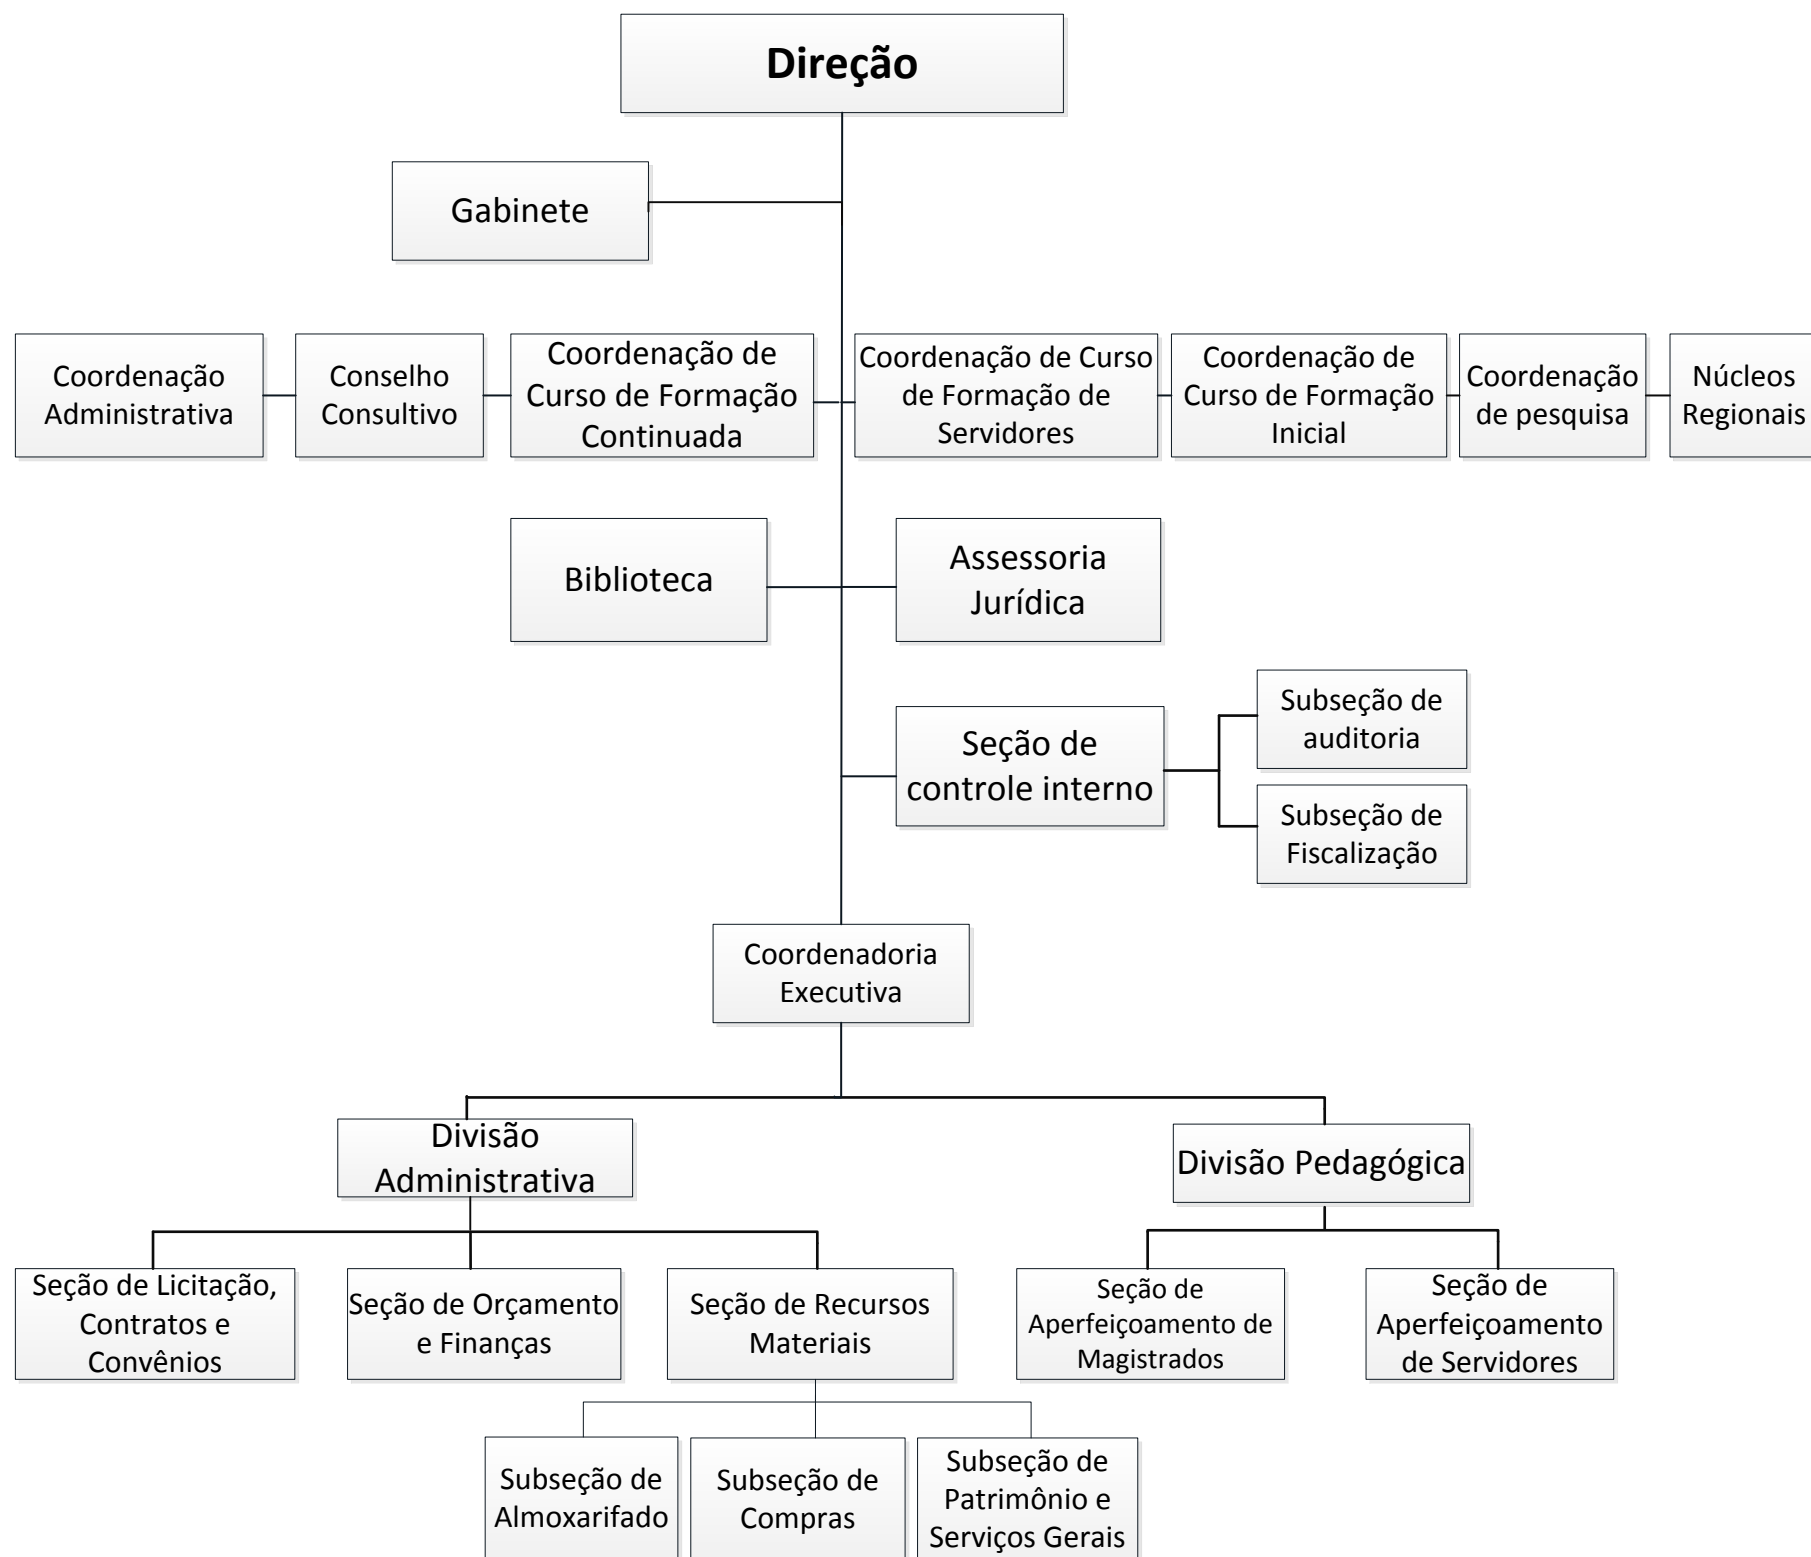 Direção
Gabinete
Coordenação
Administrativa
Conselho
Consultivo
Coordenação de
Curso de Formação
Continuada
Coordenação de Curso
de Formação de
Servidores
Coordenação de
Curso de Formação
Inicial
Coordenação
de pesquisa
Núcleos
Regionais
Biblioteca
Assessoria
Jurídica
Seção de
controle interno
Subseção de
auditoria
Subseção de
Fiscalização
Coordenadoria
Executiva
Divisão
Administrativa
Divisão Pedagógica
Seção de Licitação,
Contratos e
Convênios
Seção de Orçamento
e Finanças
Seção de Recursos
Materiais
Seção de
Aperfeiçoamento de
Magistrados
Seção de
Aperfeiçoamento
de Servidores
Subseção de
Almoxarifado
Subseção de
Compras
Subseção de
Patrimônio e
Serviços Gerais